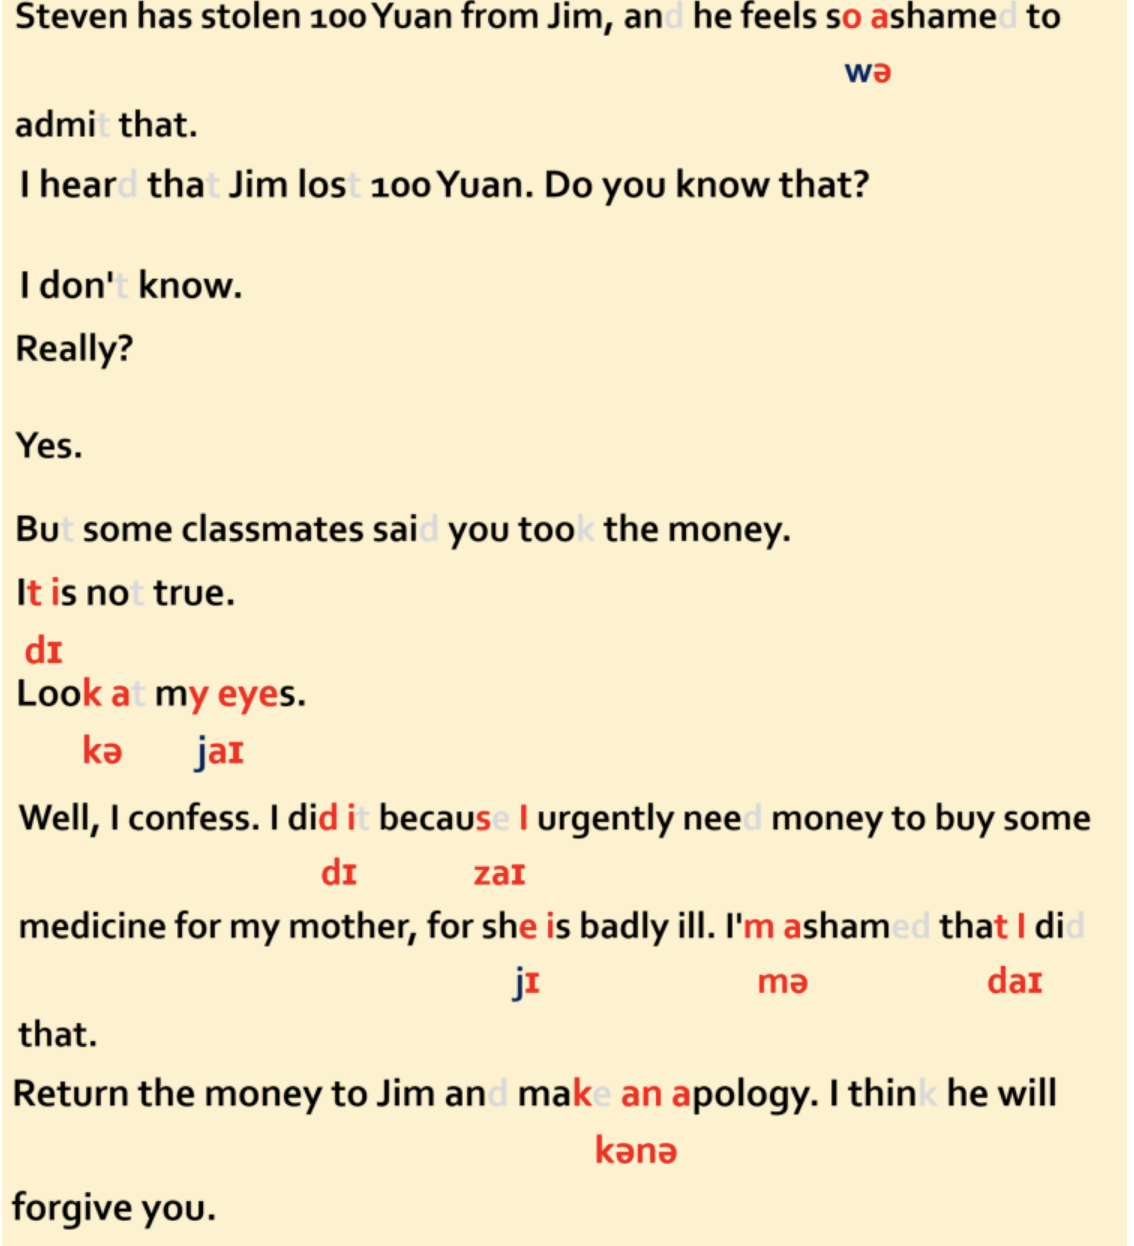 Steven has stolen 100 Yuan from Jim, and he feels so ashamed to
wə
admit that.
I heard that Jim lost 100 Yuan. Do you know that?
I don't know.
Really?
Yes.
But some classmates said you took the money.
It is not true.
dɪ
Look at my eyes.
kə jaɪ
Well, I confess. I did it because I urgently need money to buy some
dɪ zaɪ
medicine for my mother, for she is badly ill. I'm ashamed that I did
jɪ mə daɪ
that.
Return the money to Jim and make an apology. I think he will
kənə
forgive you.